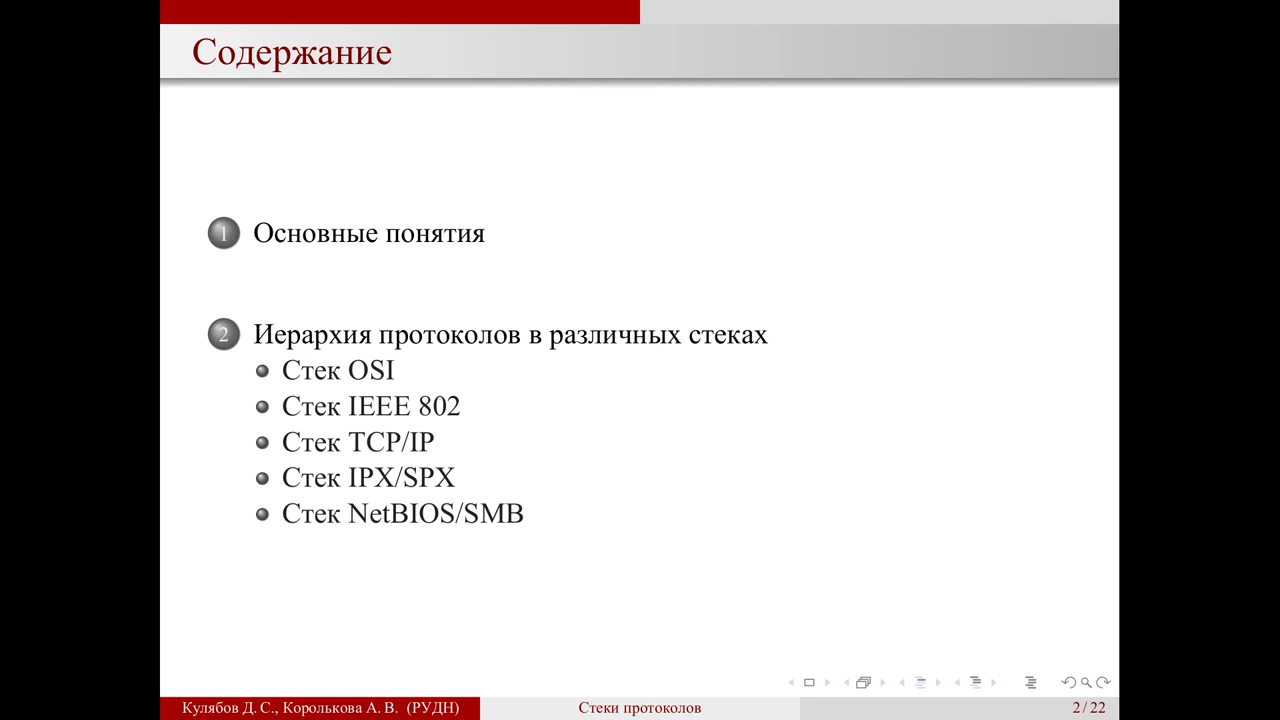 Содержание
1 Основные понятия
2 Иерархия протоколов в различных стеках
Стек OSI
Стек IEEE 802
Стек TCP/IP
Стек IPX/SPX
Стек NetBIOS/SMB
Кулябов Д. С., Королькова А. В. (РУДН) Стеки протоколов 2 / 22